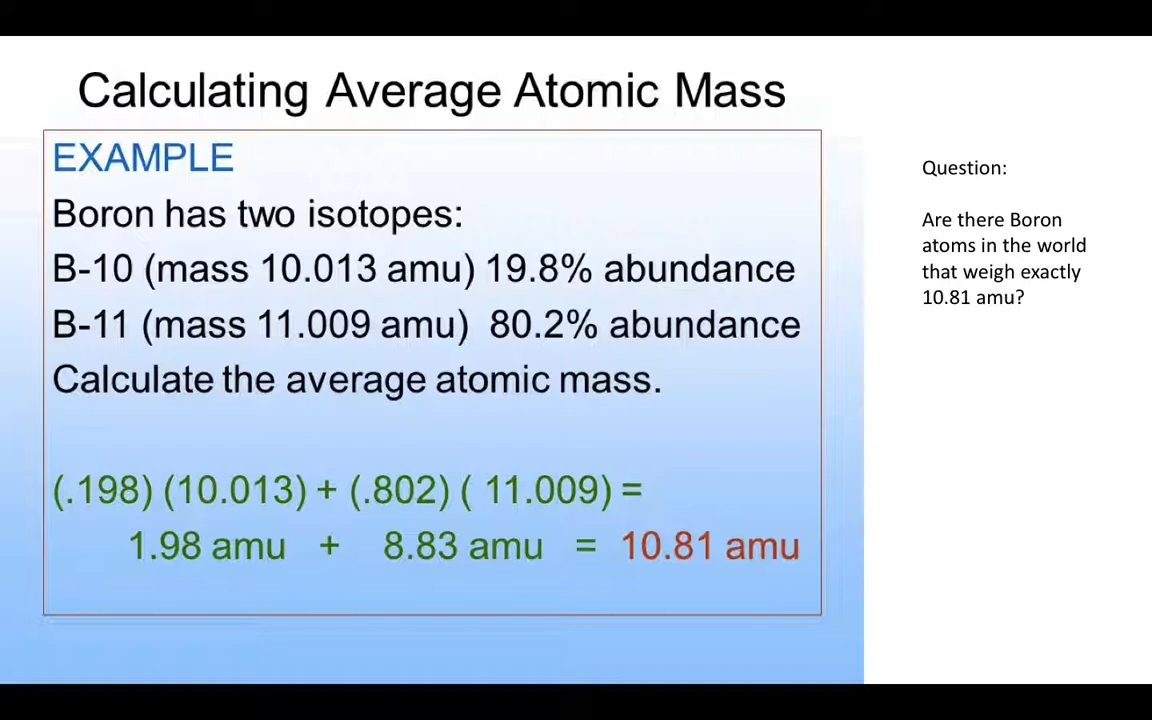 Calculating Average Atomic Mass
EXAMPLE
Boron has two isotopes:
B-10 (mass 10.013 amu) 19.8% abundance
B-11 (mass 11.009 amu)  80.2% abundance
Calculate the average atomic mass.
(.198) (10.013) + (.802) ( 11.009) =
1.98 amu + 8.83 amu = 10.81 amu
Question:
Are there Boron
atoms in the world
that weigh exactly
10.81 amu?